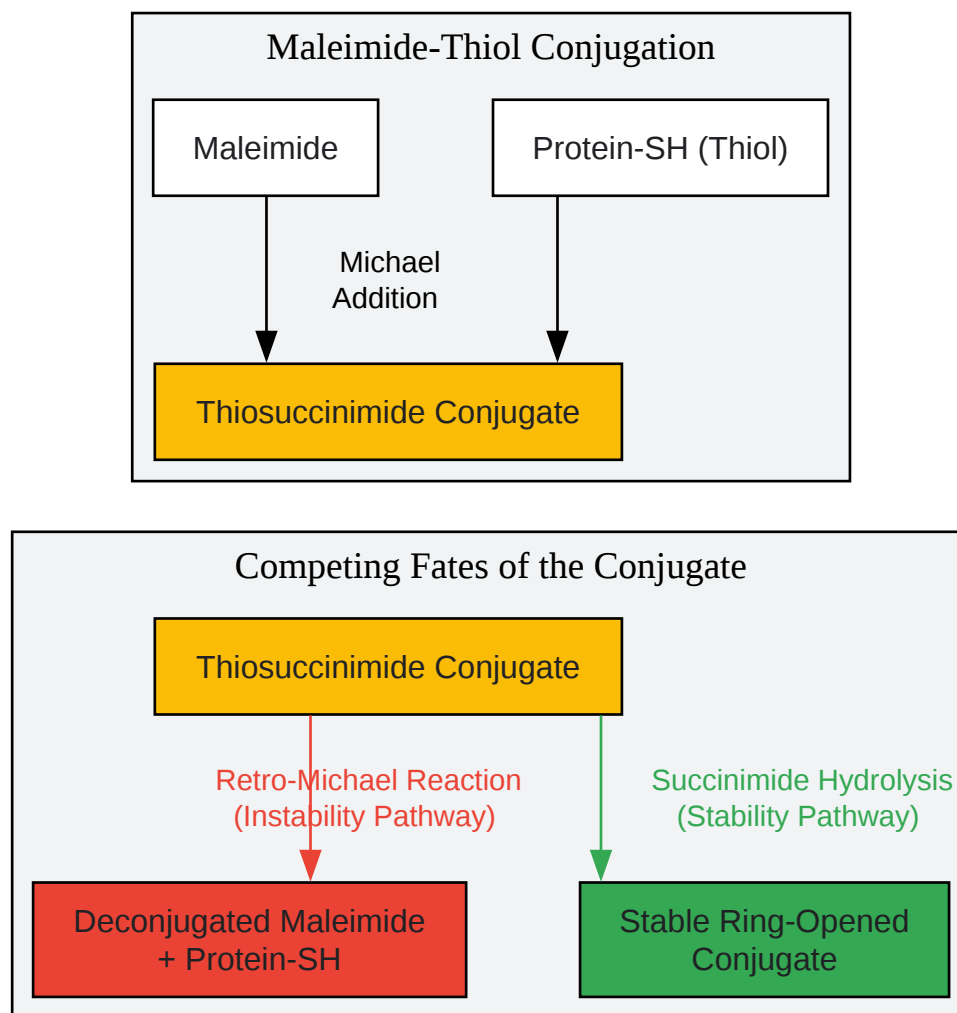 Maleimide-Thiol Conjugation
Maleimide
Protein-SH (Thiol)
Michael
Addition
Thiosuccinimide Conjugate
Competing Fates of the Conjugate
Thiosuccinimide Conjugate
Retro-Michael Reaction
(Instability Pathway)
Succinimide Hydrolysis
(Stability Pathway)
Deconjugated Maleimide
+ Protein-SH
Stable Ring-Opened
Conjugate